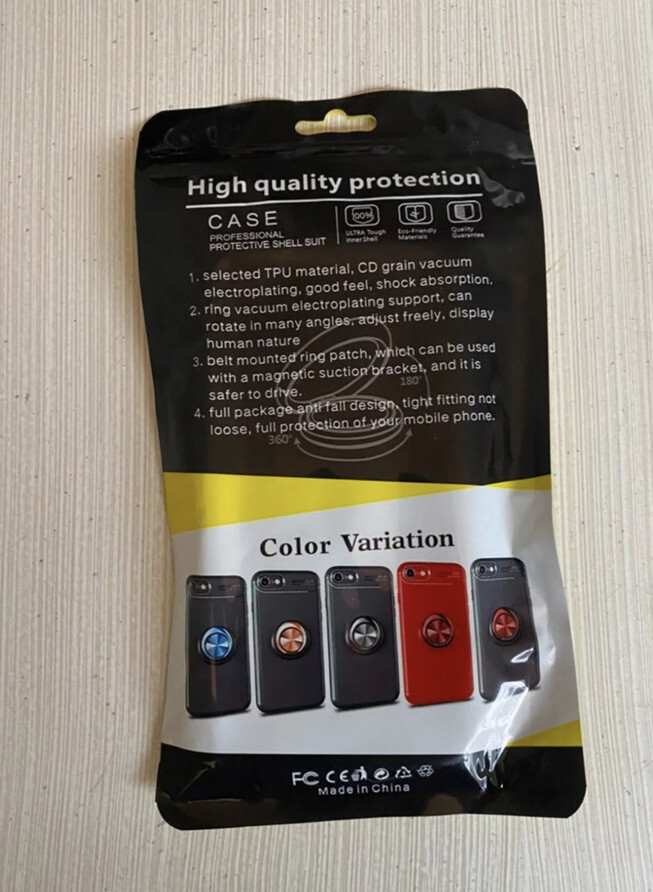 High quality protection
CASE
PROFESSIONAL
PROTECTIVE SHELL SUIT
100%
ULTRA Tough
InnerShell
Eco-Friendly
Materials
Quality
Guarantee
1. selected TPU material, CD grain vacuum
electroplating, good feel, shock absorption.
2. ring vacuum electroplating support, can
rotate in many angles, adjust freely, display
human nature
3. belt mounted ring patch, which can be used
with a magnetic suction bracket, and it is
safer to drive.
180°
4. full package anti fall design, tight fitting not
loose, full protection of your mobile phone.
360°
Color Variation
FC CE
Made in China